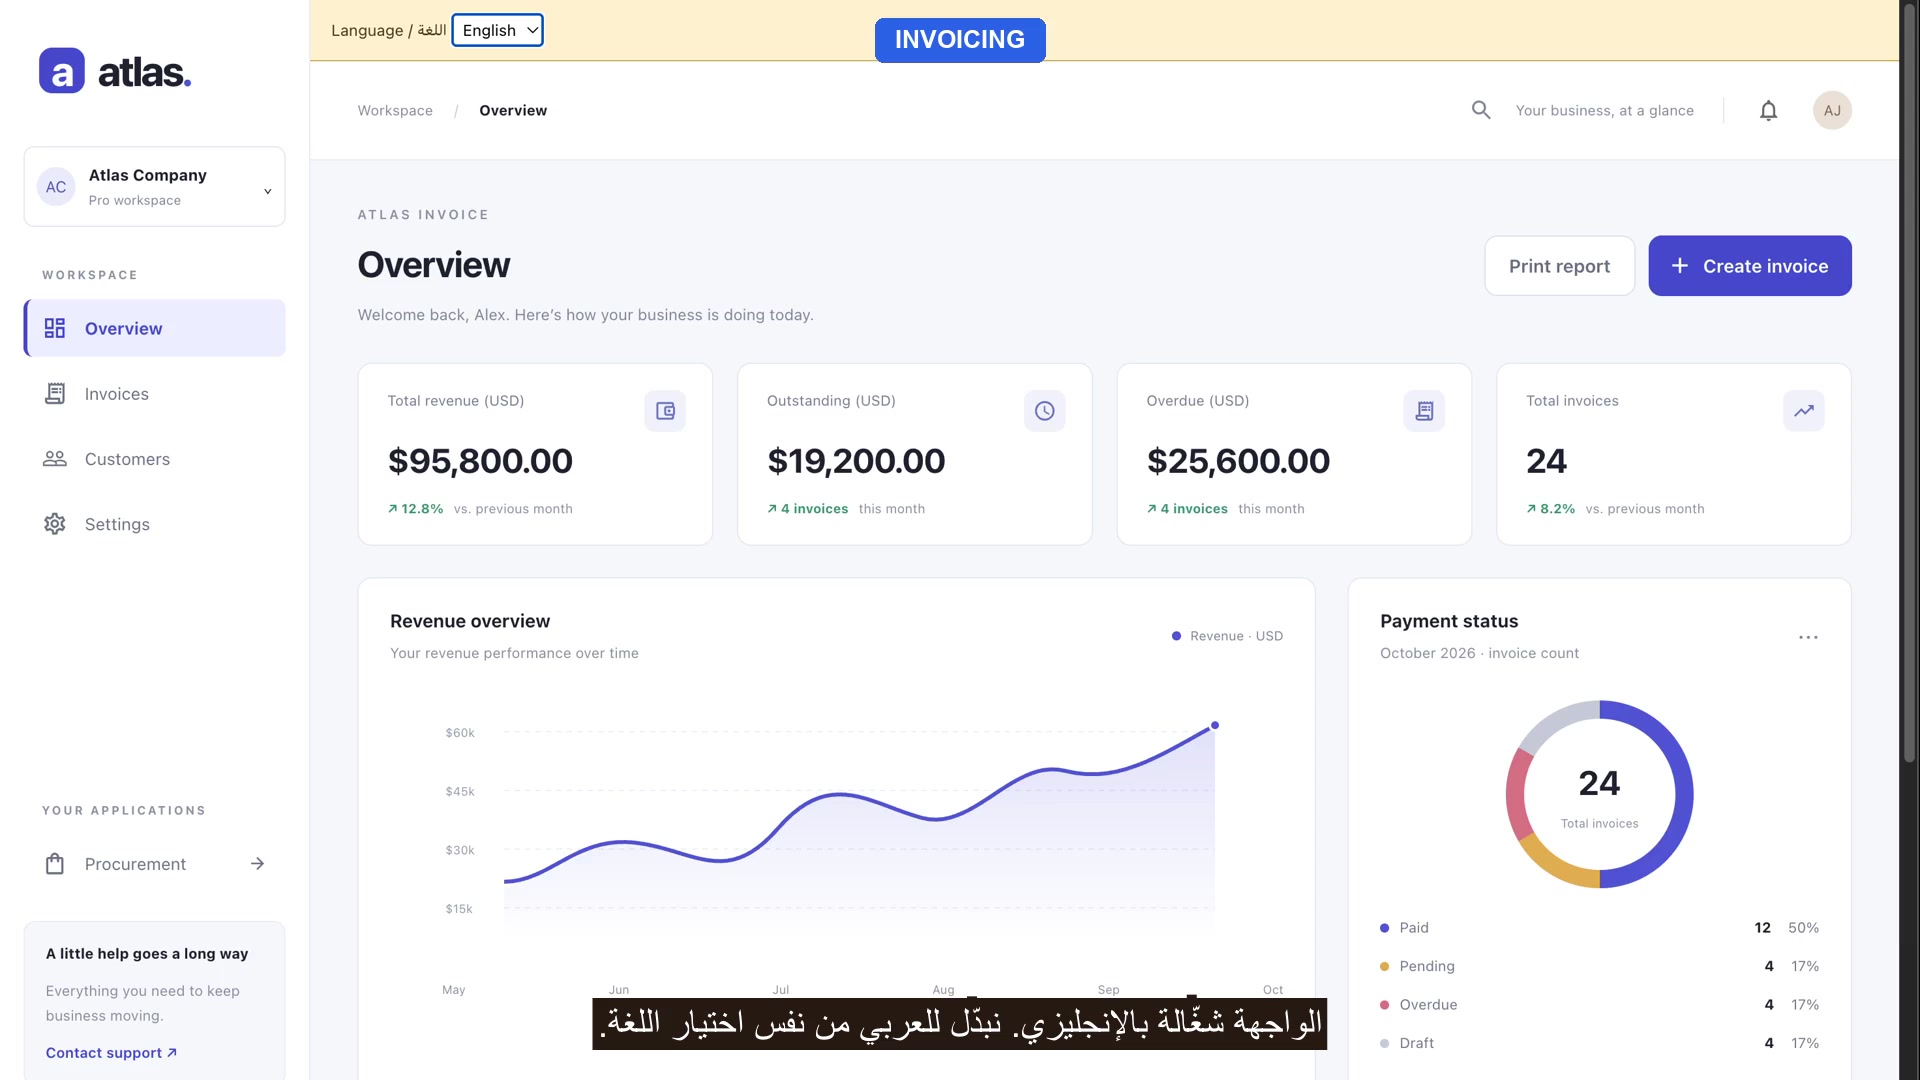 Language / اللغة English
INVOICING
a atlas.
Workspace / Overview
Your business, at a glance
AJ
AC Atlas Company
Pro workspace
WORKSPACE
Overview
Invoices
Customers
Settings
YOUR APPLICATIONS
Procurement
A little help goes a long way
Everything you need to keep
business moving.
Contact support ↗
ATLAS INVOICE
Overview
Welcome back, Alex. Here’s how your business is doing today.
Print report
+ Create invoice
Total revenue (USD)
$95,800.00
↗ 12.8% vs. previous month
Outstanding (USD)
$19,200.00
↗ 4 invoices this month
Overdue (USD)
$25,600.00
↗ 4 invoices this month
Total invoices
24
↗ 8.2% vs. previous month
Revenue overview
Your revenue performance over time
Revenue · USD
$60k
$45k
$30k
$15k
May Jun Jul Aug Sep Oct
Payment status
October 2026 · invoice count
24
Total invoices
Paid 12 50%
Pending 4 17%
Overdue 4 17%
Draft 4 17%
الواجهة شغّالة بالإنجليزي. نبدّل للعربي من نفس اختيار اللغة.